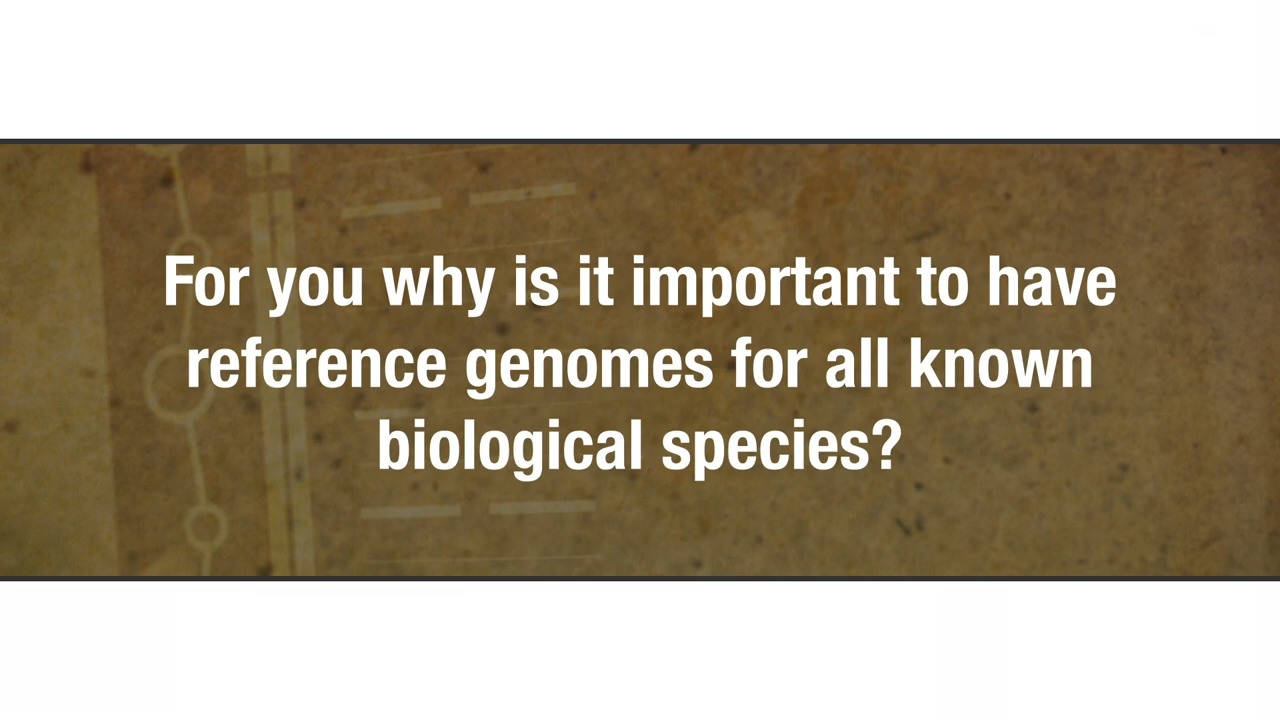 For you why is it important to have
reference genomes for all known
biological species?